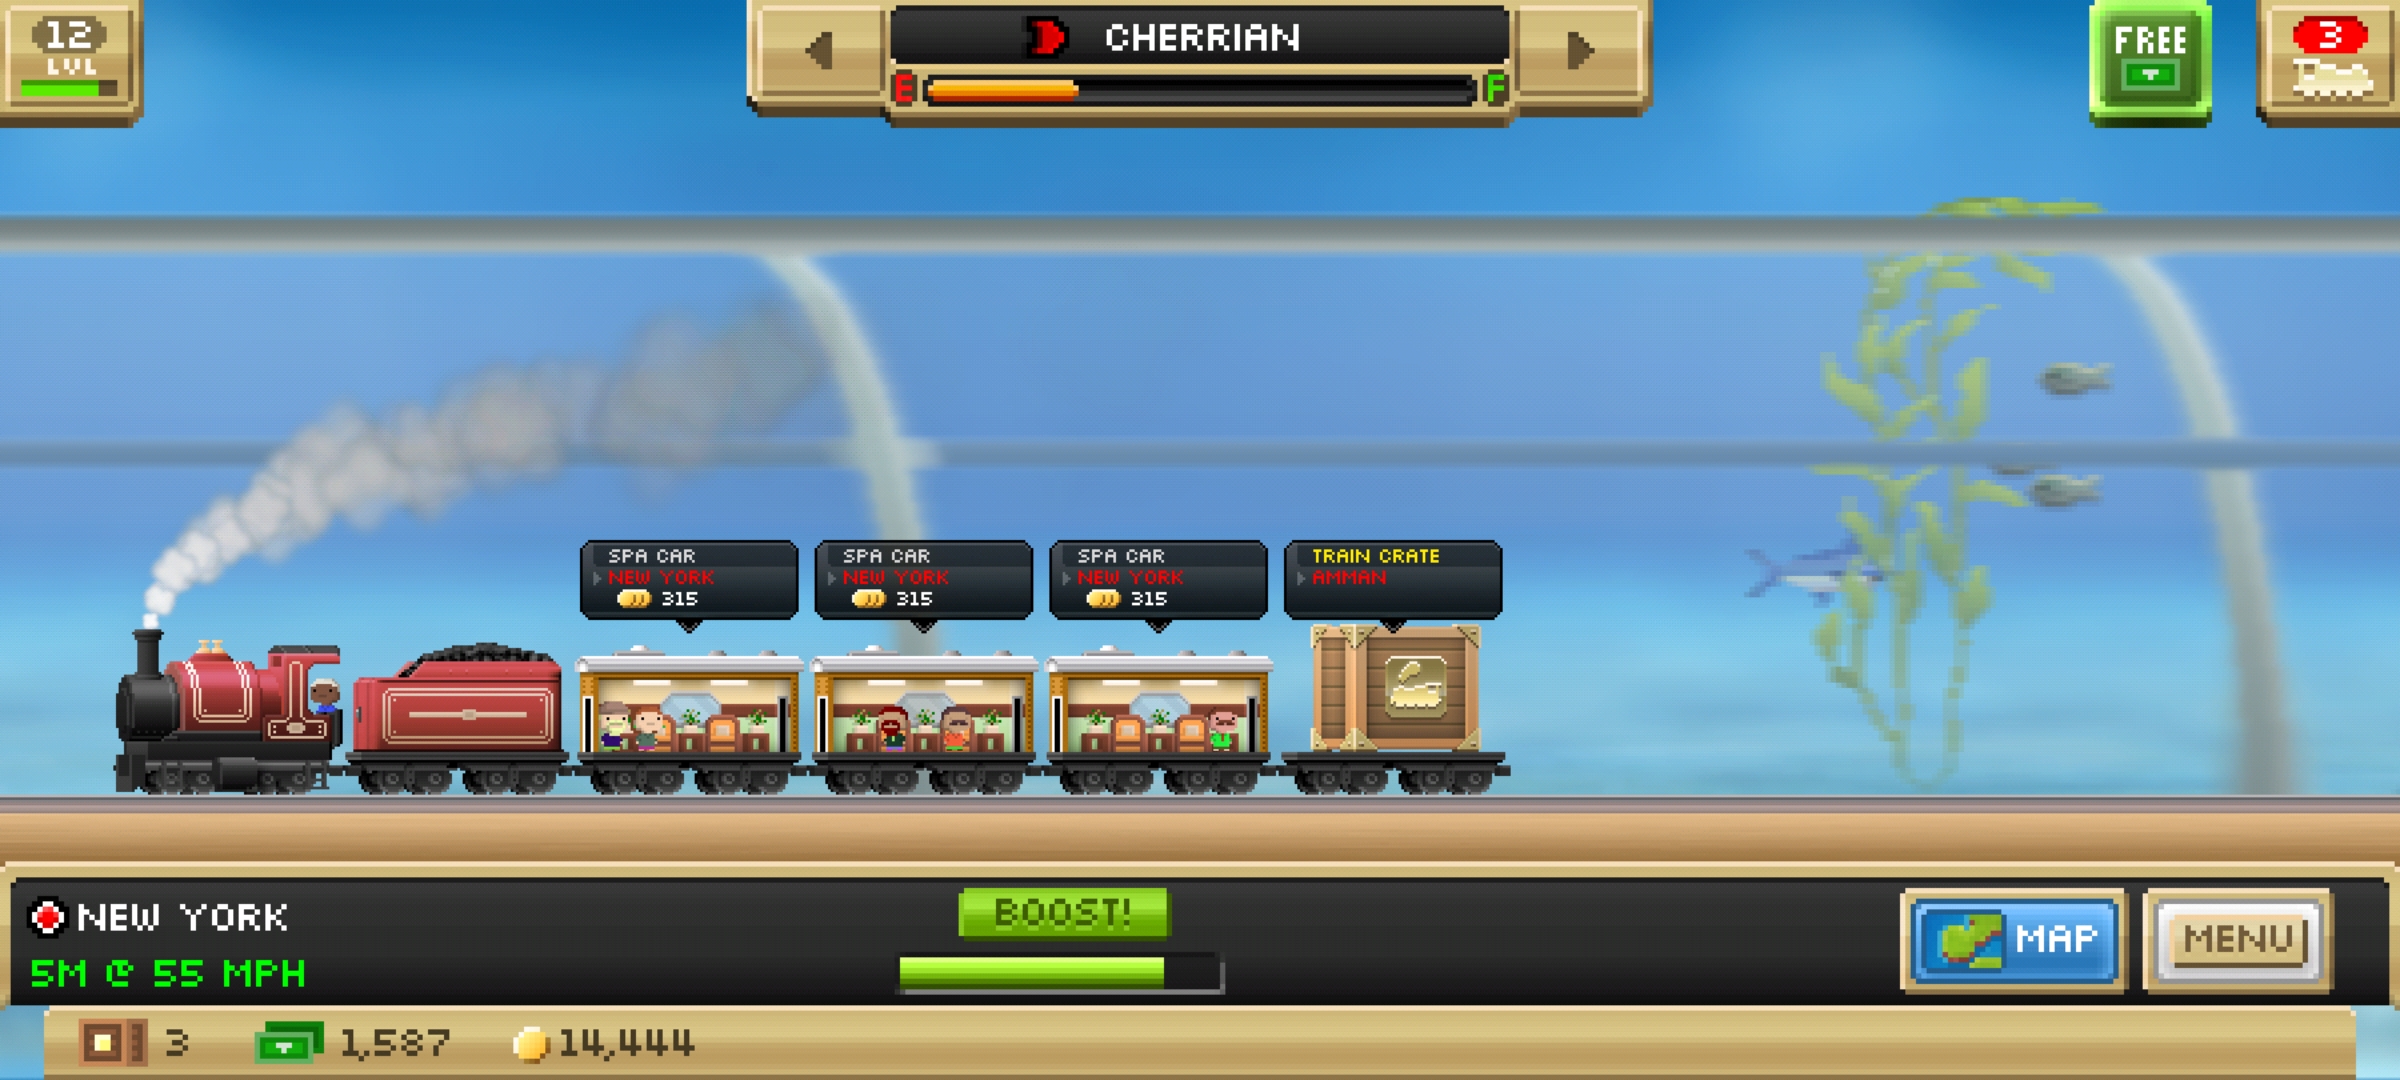 12
LVL
CHERRIAN
E
F
FREE
3
SPA CAR
NEW YORK
315
SPA CAR
NEW YORK
315
SPA CAR
NEW YORK
315
TRAIN CRATE
AMMAN
NEW YORK
5M @ 55 MPH
BOOST!
MAP
MENU
3
1,587
14,444